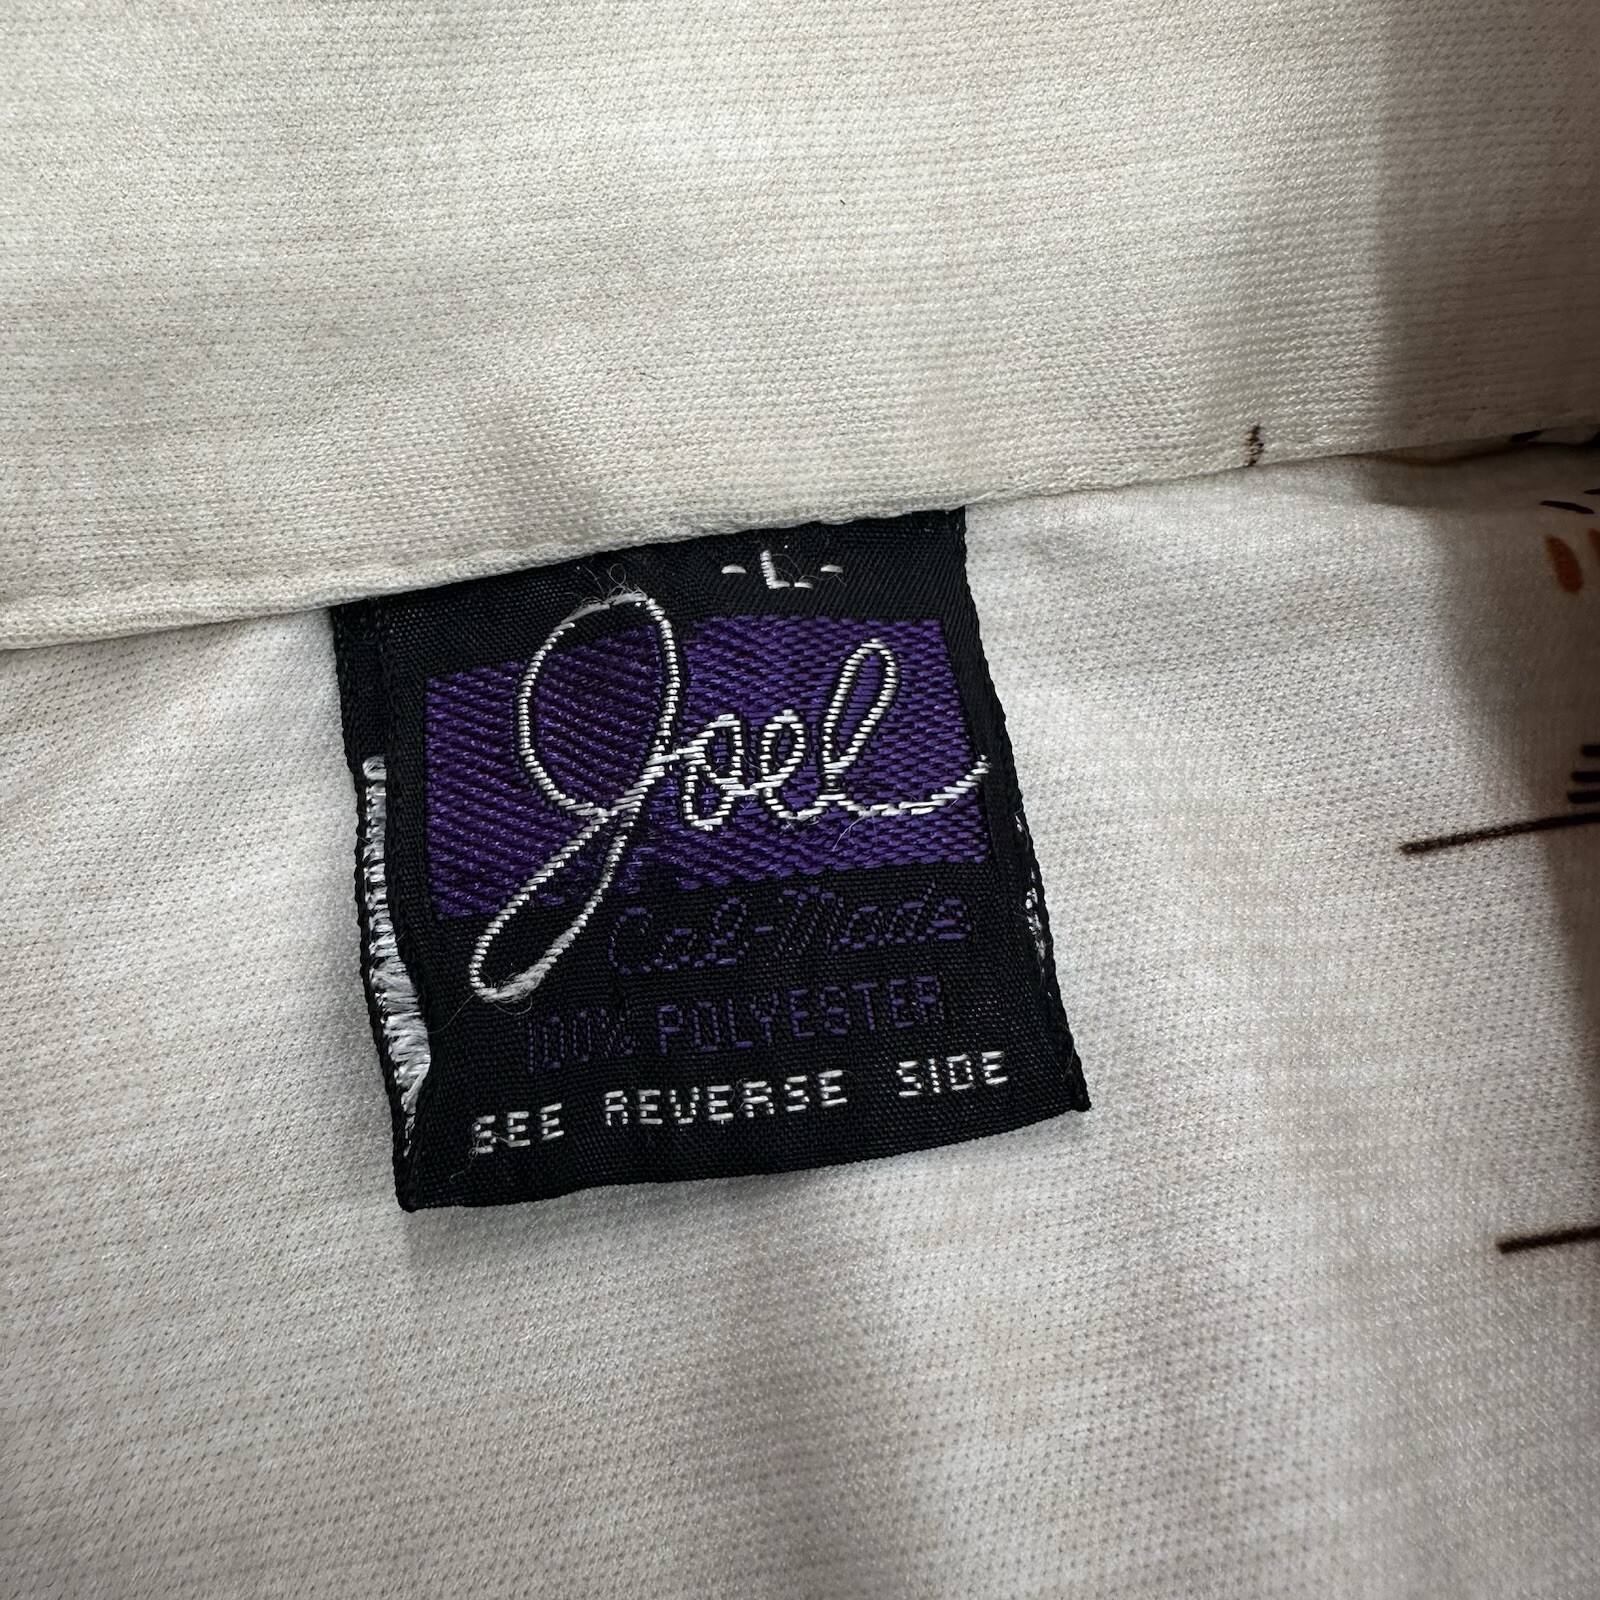 -L-
Joel
Cal-Made
100% POLYESTER
SEE REVERSE SIDE